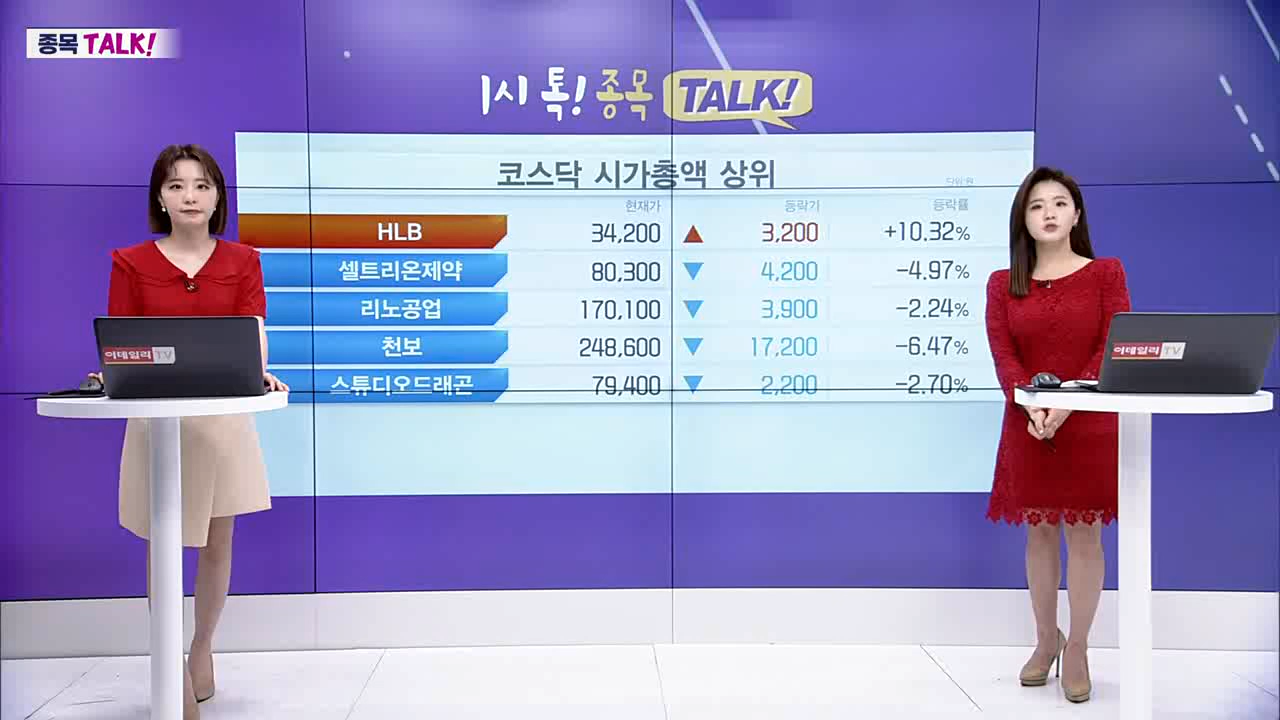 종목 TALK!
1시 톡! 종목 TALK!
코스닥 시가총액 상위
단위:원
현재가 등락가 등락률
HLB 34,200 ▲ 3,200 +10.32%
셀트리온제약 80,300 ▼ 4,200 -4.97%
리노공업 170,100 ▼ 3,900 -2.24%
천보 248,600 ▼ 17,200 -6.47%
스튜디오드래곤 79,400 ▼ 2,200 -2.70%
이데일리 TV
이데일리 TV